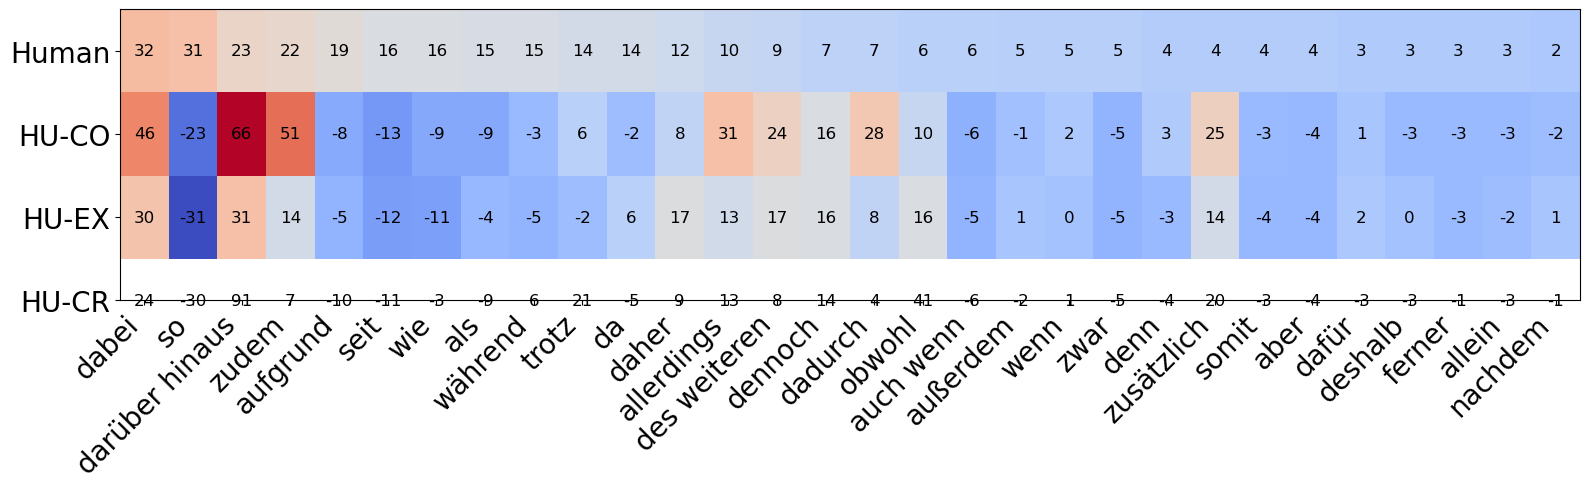 Human 32 31 23 22 19 16 16 15 15 14 14 12 10 9 7 7 6 6 5 5 5 4 4 4 4 3 3 3 3 2
HU-CO 46 -23 66 51 -8 -13 -9 -9 -3 6 -2 8 31 24 16 28 10 -6 -1 2 -5 3 25 -3 -4 1 -3 -3 -3 -2
HU-EX 30 -31 31 14 -5 -12 -11 -4 -5 -2 6 17 13 17 16 8 16 -5 1 0 -5 -3 14 -4 -4 2 0 -3 -2 1
HU-CR 24 -30 91 7 -10 -11 -3 -9 6 21 -5 9 13 8 14 4 41 -6 -2 1 -5 -4 20 -3 -4 -3 -3 -1 -3 -1
dabei
so
darüber hinaus
zudem
aufgrund
seit
wie
als
während
trotz
da
daher
allerdings
des weiteren
dennoch
dadurch
obwohl
auch wenn
außerdem
wenn
zwar
denn
zusätzlich
somit
aber
dafür
deshalb
ferner
allein
nachdem